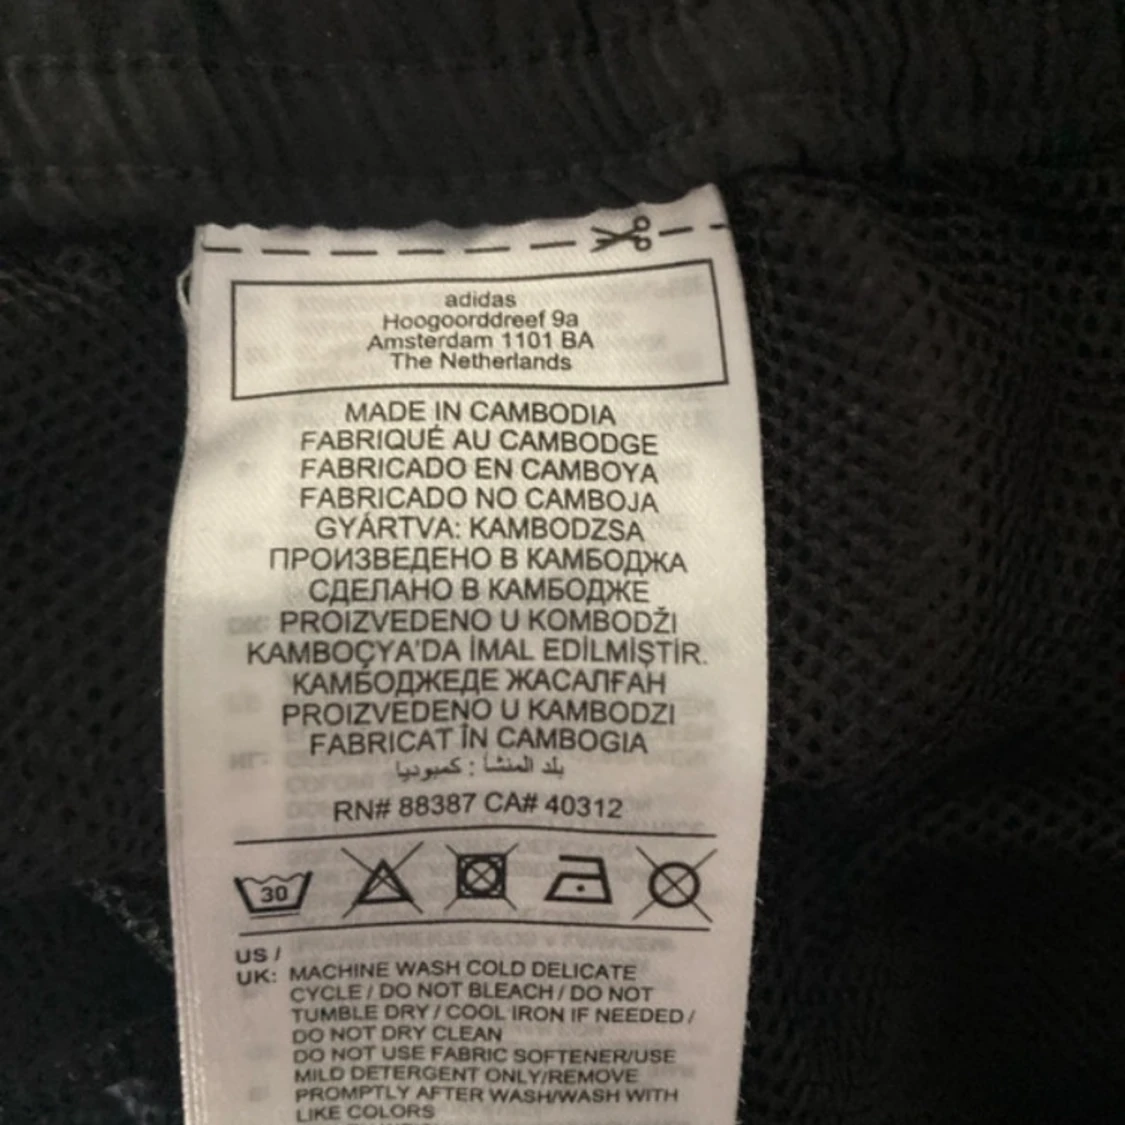 adidas
Hoogoorddreef 9a
Amsterdam 1101 BA
The Netherlands
MADE IN CAMBODIA
FABRIQUÉ AU CAMBODGE
FABRICADO EN CAMBOYA
FABRICADO NO CAMBOJA
GYÁRTVA: KAMBODZSA
ПРОИЗВЕДЕНО В КАМБОДЖА
СДЕЛАНО В КАМБОДЖЕ
PROIZVEDENO U KOMBODŽI
KAMBOÇYA'DA İMAL EDİLMİŞTİR.
КАМБОДЖЕДЕ ЖАСАЛҒАН
PROIZVEDENO U KAMBODZI
FABRICAT ÎN CAMBOGIA
بلد المنشأ : كمبوديا
RN# 88387 CA# 40312
30
US /
UK: MACHINE WASH COLD DELICATE
CYCLE / DO NOT BLEACH / DO NOT
TUMBLE DRY / COOL IRON IF NEEDED /
DO NOT DRY CLEAN
DO NOT USE FABRIC SOFTENER/USE
MILD DETERGENT ONLY/REMOVE
PROMPTLY AFTER WASH/WASH WITH
LIKE COLORS